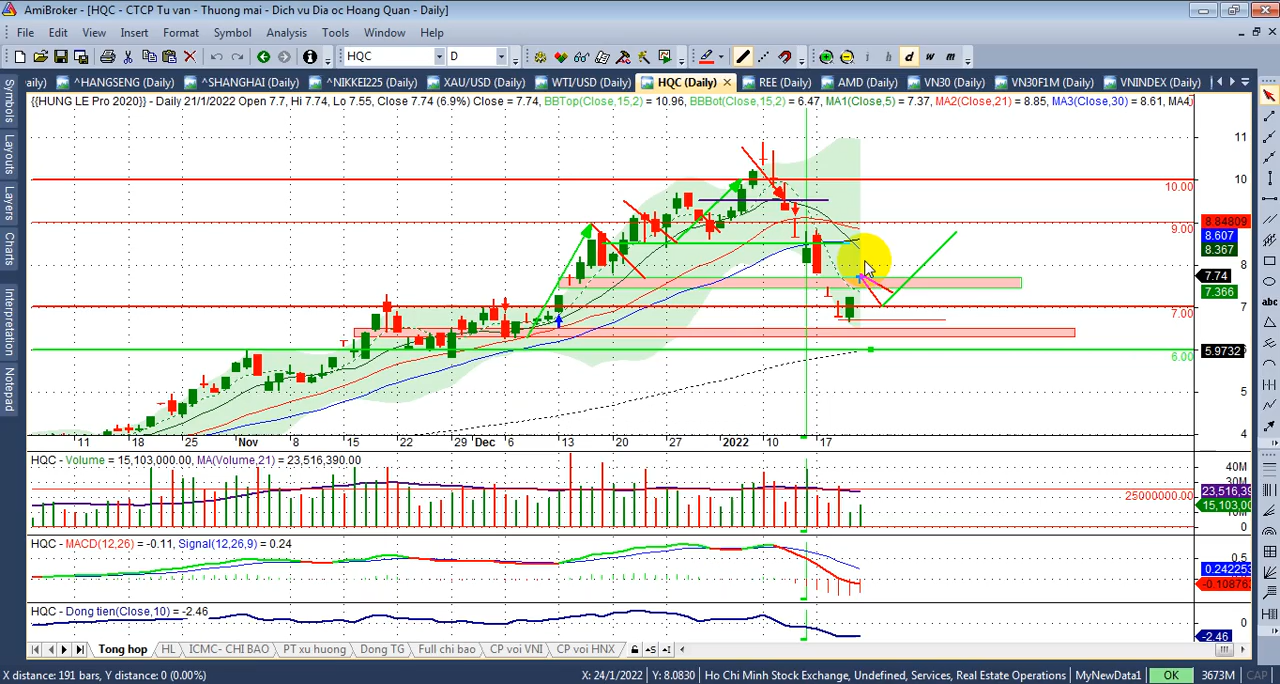 AmiBroker - [HQC - CTCP Tu van - Thuong mai - Dich vu Dia oc Hoang Quan - Daily]
File Edit View Insert Format Symbol Analysis Tools Window Help
HQC D i h d w m
aily) ^HANGSENG (Daily) ^SHANGHAI (Daily) ^NIKKEI225 (Daily) XAU/USD (Daily) WTI/USD (Daily) HQC (Daily) REE (Daily) AMD (Daily) VN30 (Daily) VN30F1M (Daily) VNINDEX (Daily)
{{HUNG LE Pro 2020}} - Daily 21/1/2022 Open 7.7, Hi 7.74, Lo 7.55, Close 7.74 (6.9%) Close = 7.74, BBTop(Close,15,2) = 10.96, BBBot(Close,15,2) = 6.47, MA1(Close,5) = 7.37, MA2(Close,21) = 8.85, MA3(Close,30) = 8.61, MA4
Symbols
Layouts
Layers
Charts
Interpretation
Notepad
abc
11
10
10.00
8.84809
9.00
8.607
8.367
8
7.74
7.366
7
7.00
5.9732
6.00
5
4
11 18 25 Nov 8 15 22 29 Dec 6 13 20 27 2022 10 17
HQC - Volume = 15,103,000.00, MA(Volume,21) = 23,516,390.00
40M
23,516,39
25000000.00
15,103,00
0
HQC - MACD(12,26) = -0.11, Signal(12,26,9) = 0.24
0.5
0.242253
-0.108763
HQC - Dong tien(Close,10) = -2.46
0
-2.46
Tong hop HL ICMC- CHI BAO PT xu huong Dong TG Full chi bao CP voi VNI CP voi HNX
X distance: 191 bars, Y distance: 0 (0.00%) X: 24/1/2022 Y: 8.0830 Ho Chi Minh Stock Exchange, Undefined, Services, Real Estate Operations MyNewData1 OK 3673M CAP